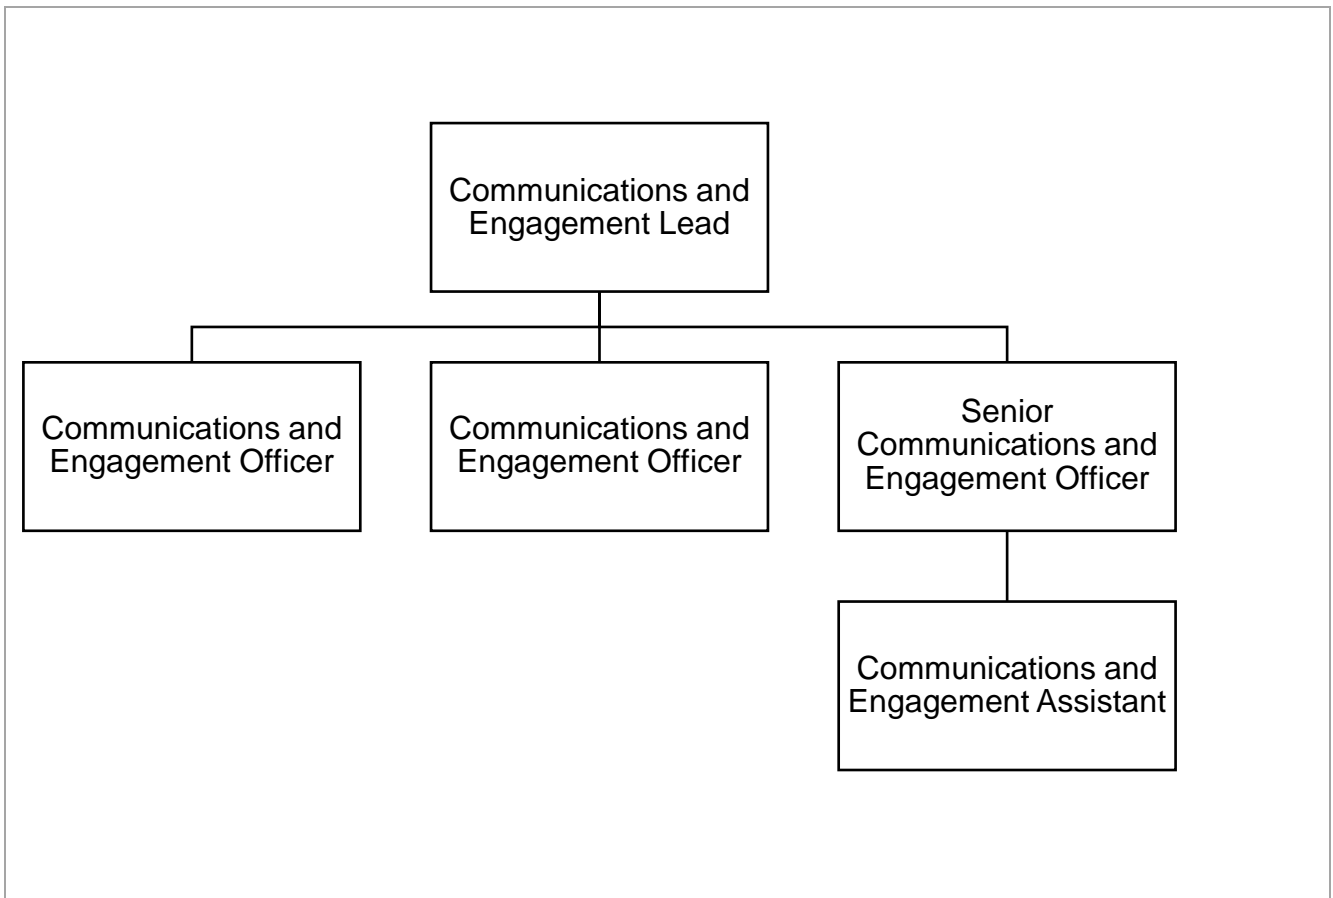 Communications and
Engagement Lead
Communications and
Engagement Officer
Communications and
Engagement Officer
Senior
Communications and
Engagement Officer
Communications and
Engagement Assistant